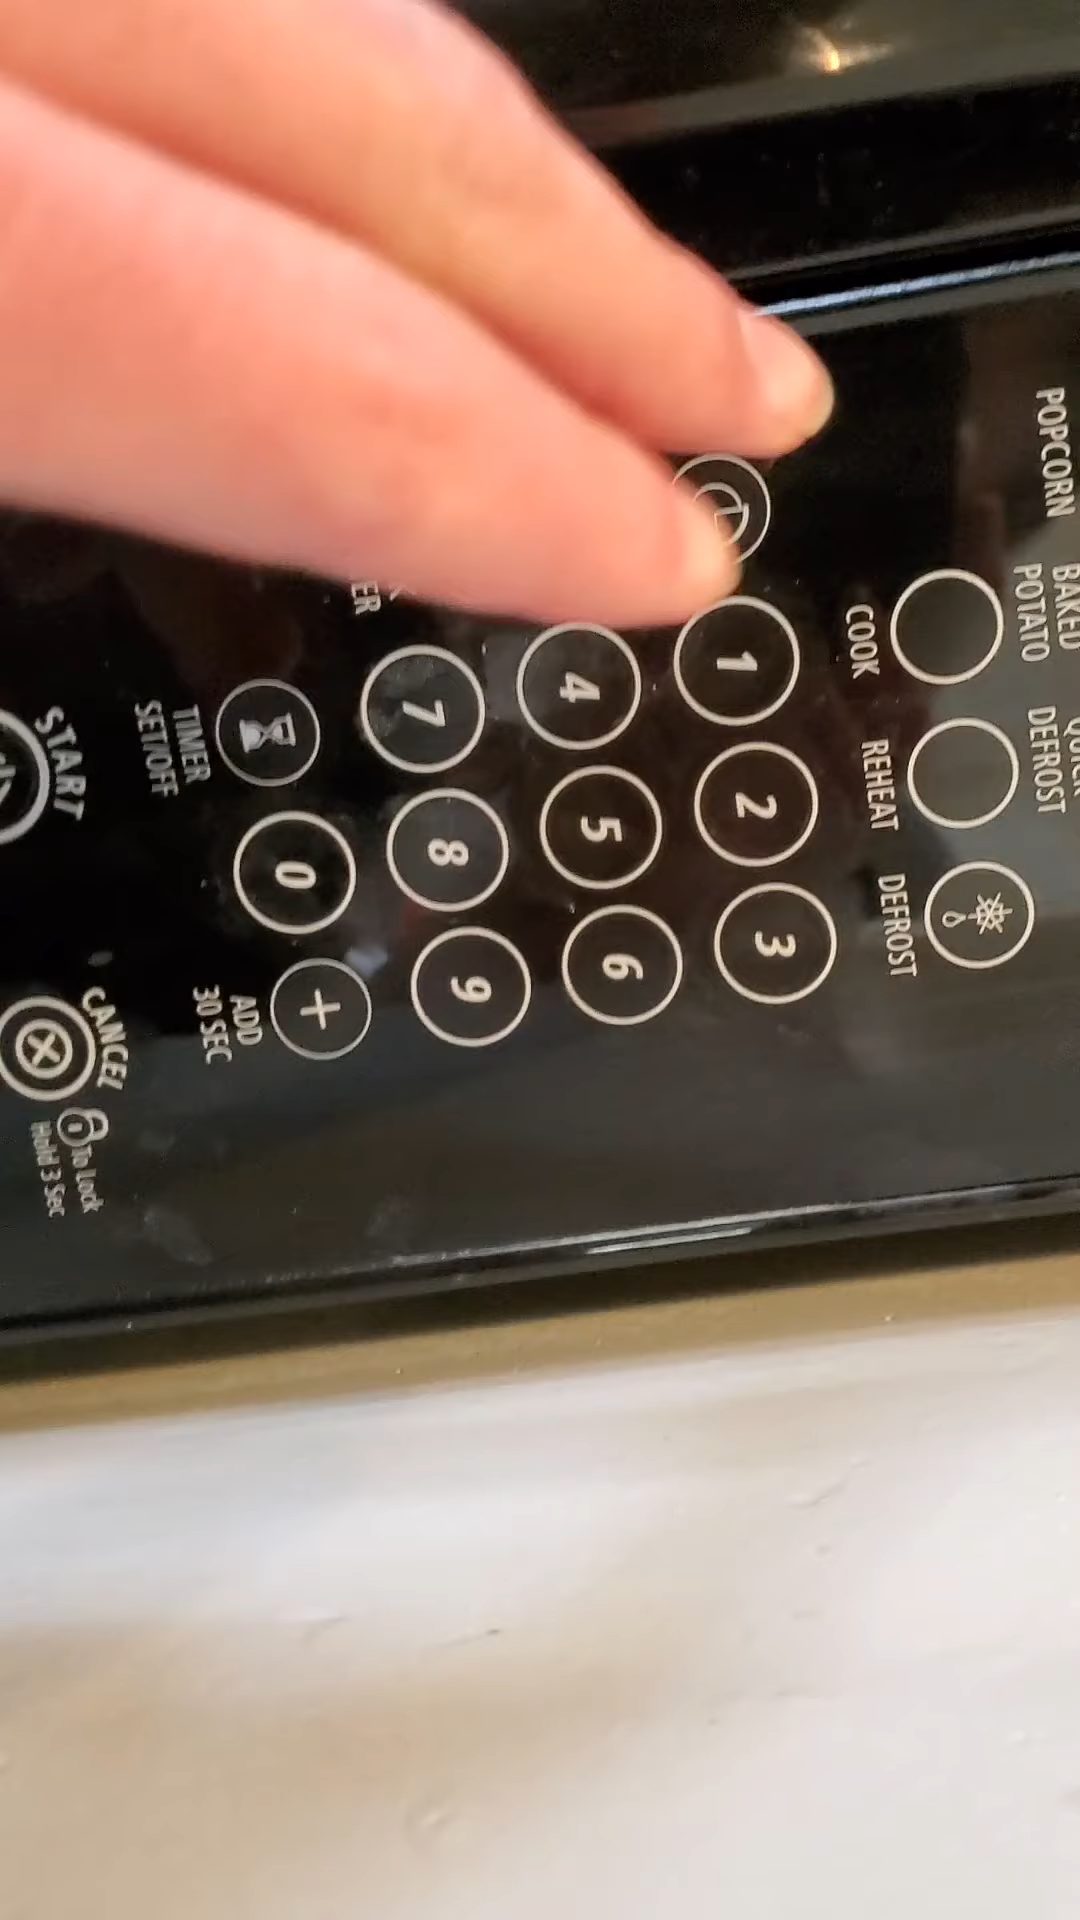 POPCORN
BAKED
POTATO
DEFROST
COOK
REHEAT
DEFROST
1 2 3
4 5 6
7 8 9
0
TIMER
SET/OFF
ADD
30 SEC
START
CANCEL
To Lock
Hold 3 Sec